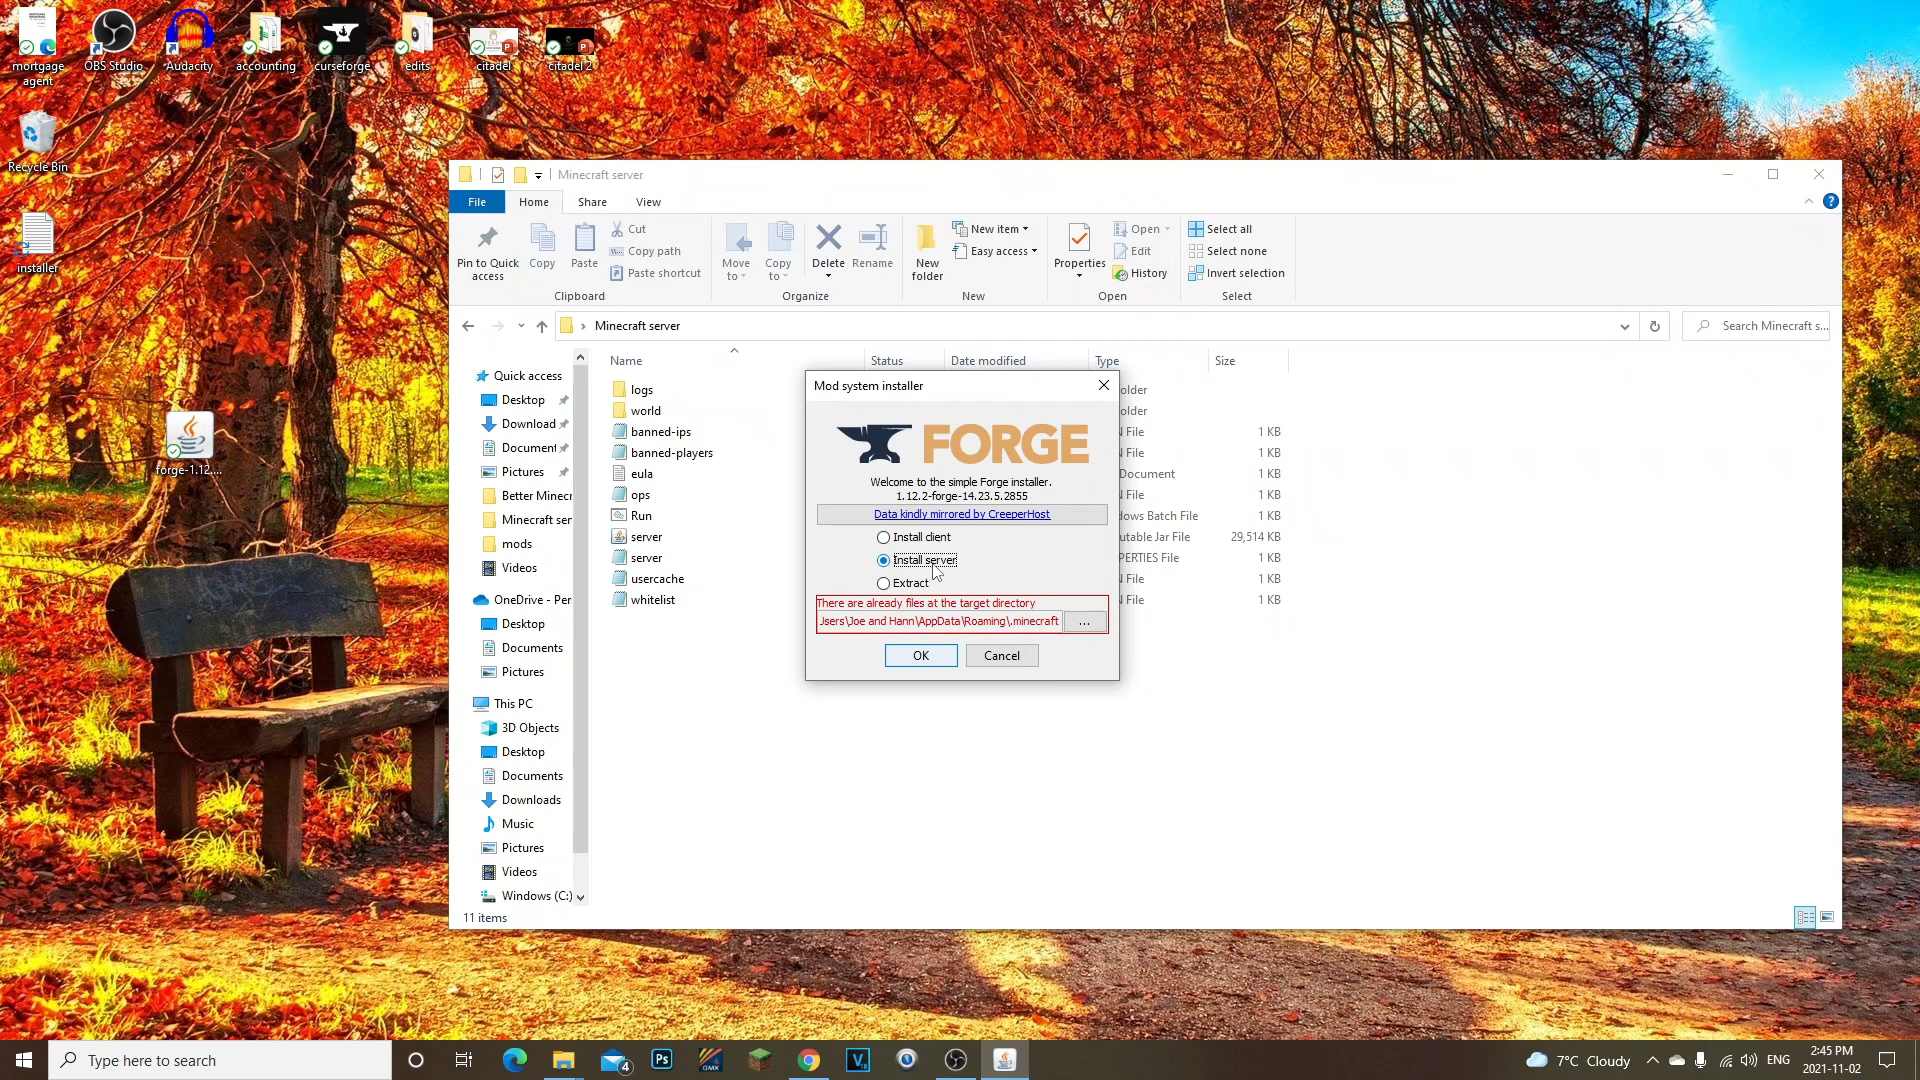 mortgage
agent
OBS Studio
Audacity
accounting
curseforge
edits
citadel
citadel 2
Recycle Bin
installer
forge-1.12....
Minecraft server
File
Home
Share
View
Pin to Quick
access
Copy
Paste
Cut
Copy path
Paste shortcut
Clipboard
Move
to
Copy
to
Delete
Rename
Organize
New
folder
New item
Easy access
New
Properties
Open
Edit
History
Open
Select all
Select none
Invert selection
Select
Minecraft server
Search Minecraft s...
Name
Status
Date modified
Type
Size
Quick access
Desktop
Download
Document
Pictures
Better Minecr
Minecraft ser
mods
Videos
OneDrive - Per
Desktop
Documents
Pictures
This PC
3D Objects
Desktop
Documents
Downloads
Music
Pictures
Videos
Windows (C:)
logs
older
world
older
banned-ips
N File
1 KB
banned-players
N File
1 KB
eula
Document
1 KB
ops
N File
1 KB
Run
dows Batch File
1 KB
server
utable Jar File
29,514 KB
server
PERTIES File
1 KB
usercache
N File
1 KB
whitelist
N File
1 KB
11 items
Mod system installer
FORGE
Welcome to the simple Forge installer.
1.12.2-forge-14.23.5.2855
Data kindly mirrored by CreeperHost
Install client
Install server
Extract
There are already files at the target directory
Jsers\Joe and Hann\AppData\Roaming\.minecraft
...
OK
Cancel
Type here to search
4
Ps
GMX
V
7°C Cloudy
ENG
2:45 PM
2021-11-02